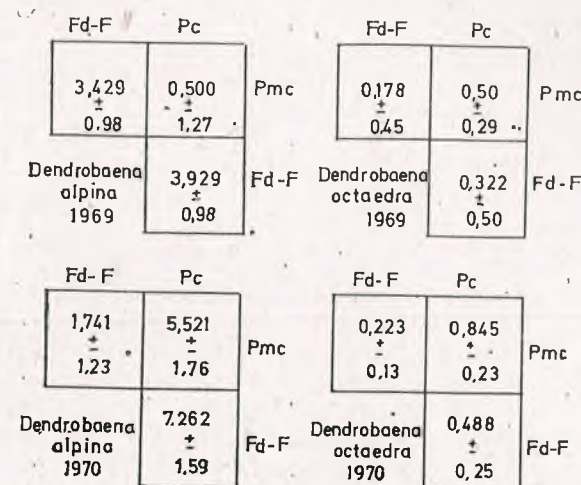 Fd-F Pc
3,429 0,500 Pmc
± ±
0,98 1,27
Dendrobaena alpina 1969
3,929 Fd-F
±
0,98
Fd-F Pc
0,178 0,50 Pmc
± ±
0,45 0,29
Dendrobaena octaedra 1969
0,322 Fd-F
±
0,50
Fd-F Pc
1,741 5,521 Pmc
± ±
1,23 1,76
Dendrobaena alpina 1970
7,262 Fd-F
±
1,59
Fd-F Pc
0,223 0,845 Pmc
± ±
0,13 0,23
Dendrobaena octaedra 1970
0,488 Fd-F
±
0,25